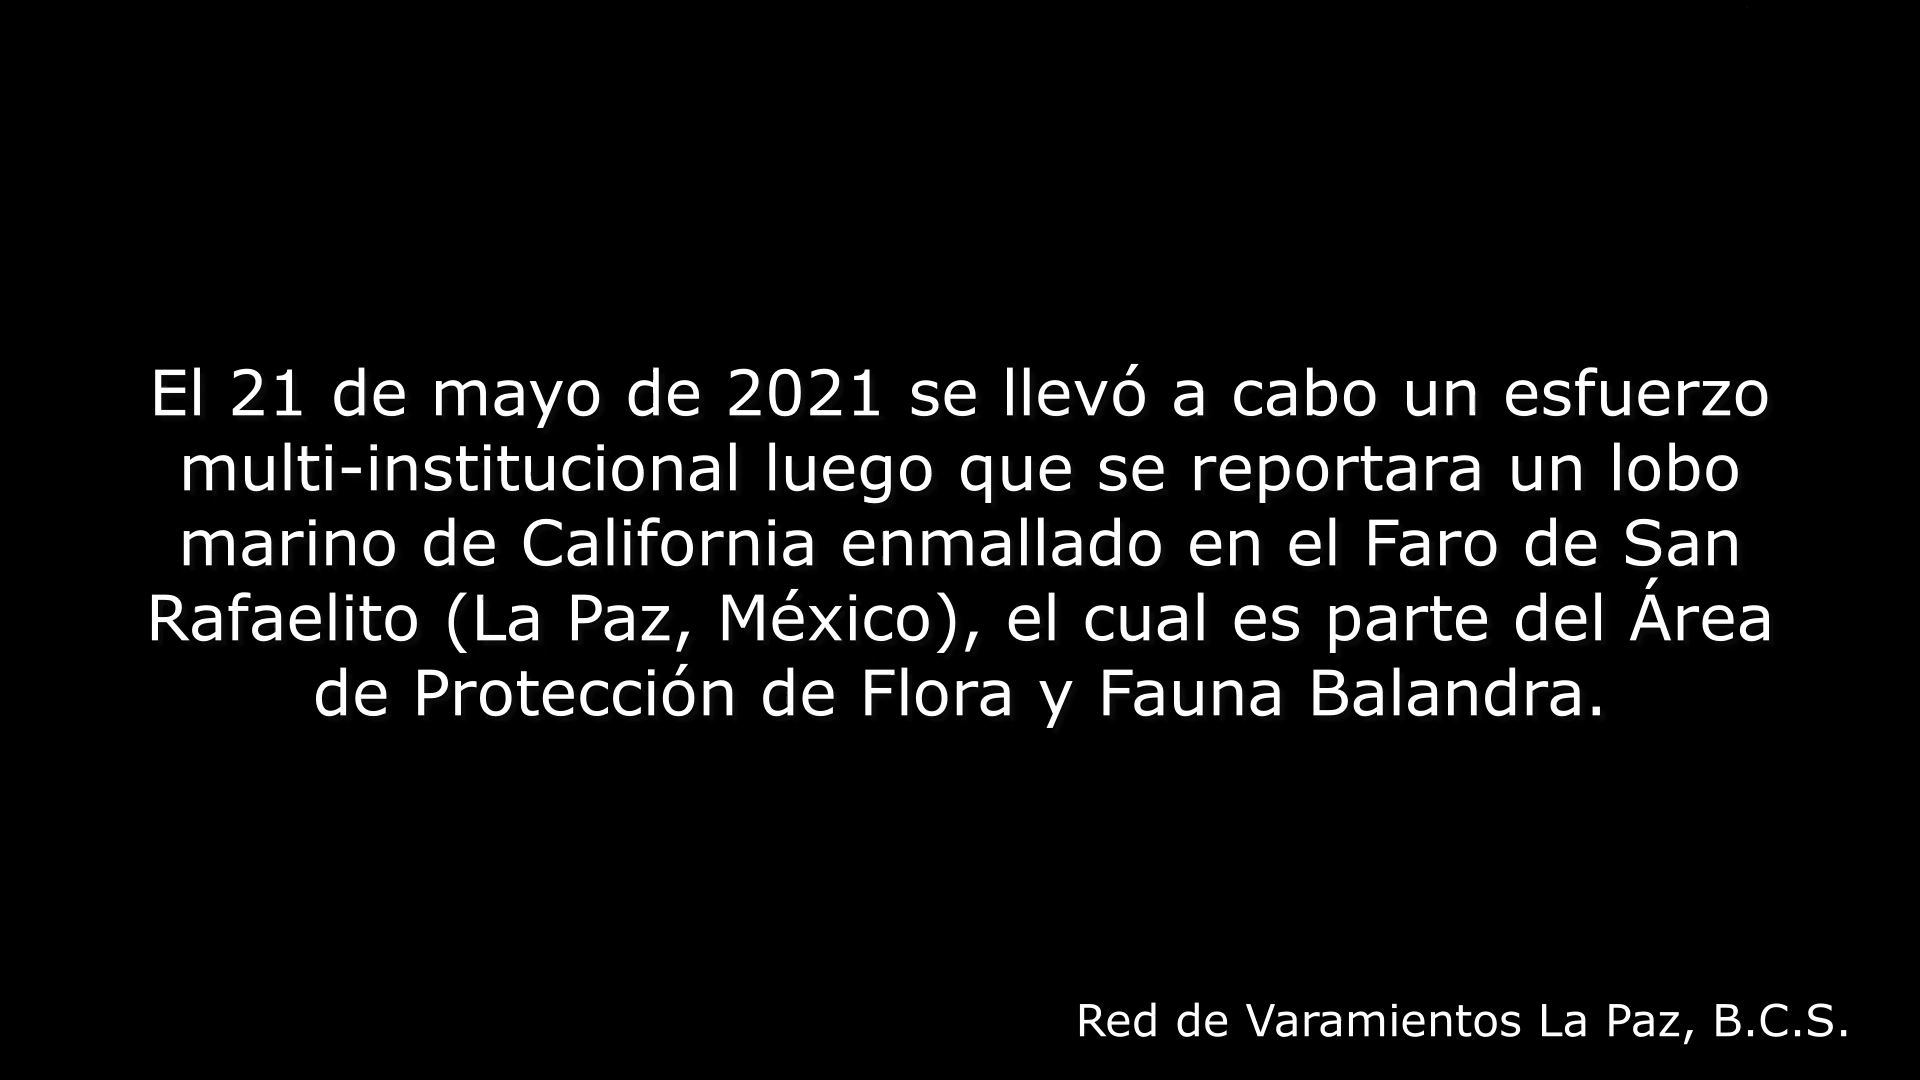 El 21 de mayo de 2021 se llevó a cabo un esfuerzo
multi-institucional luego que se reportara un lobo
marino de California enmallado en el Faro de San
Rafaelito (La Paz, México), el cual es parte del Área
de Protección de Flora y Fauna Balandra.
Red de Varamientos La Paz, B.C.S.